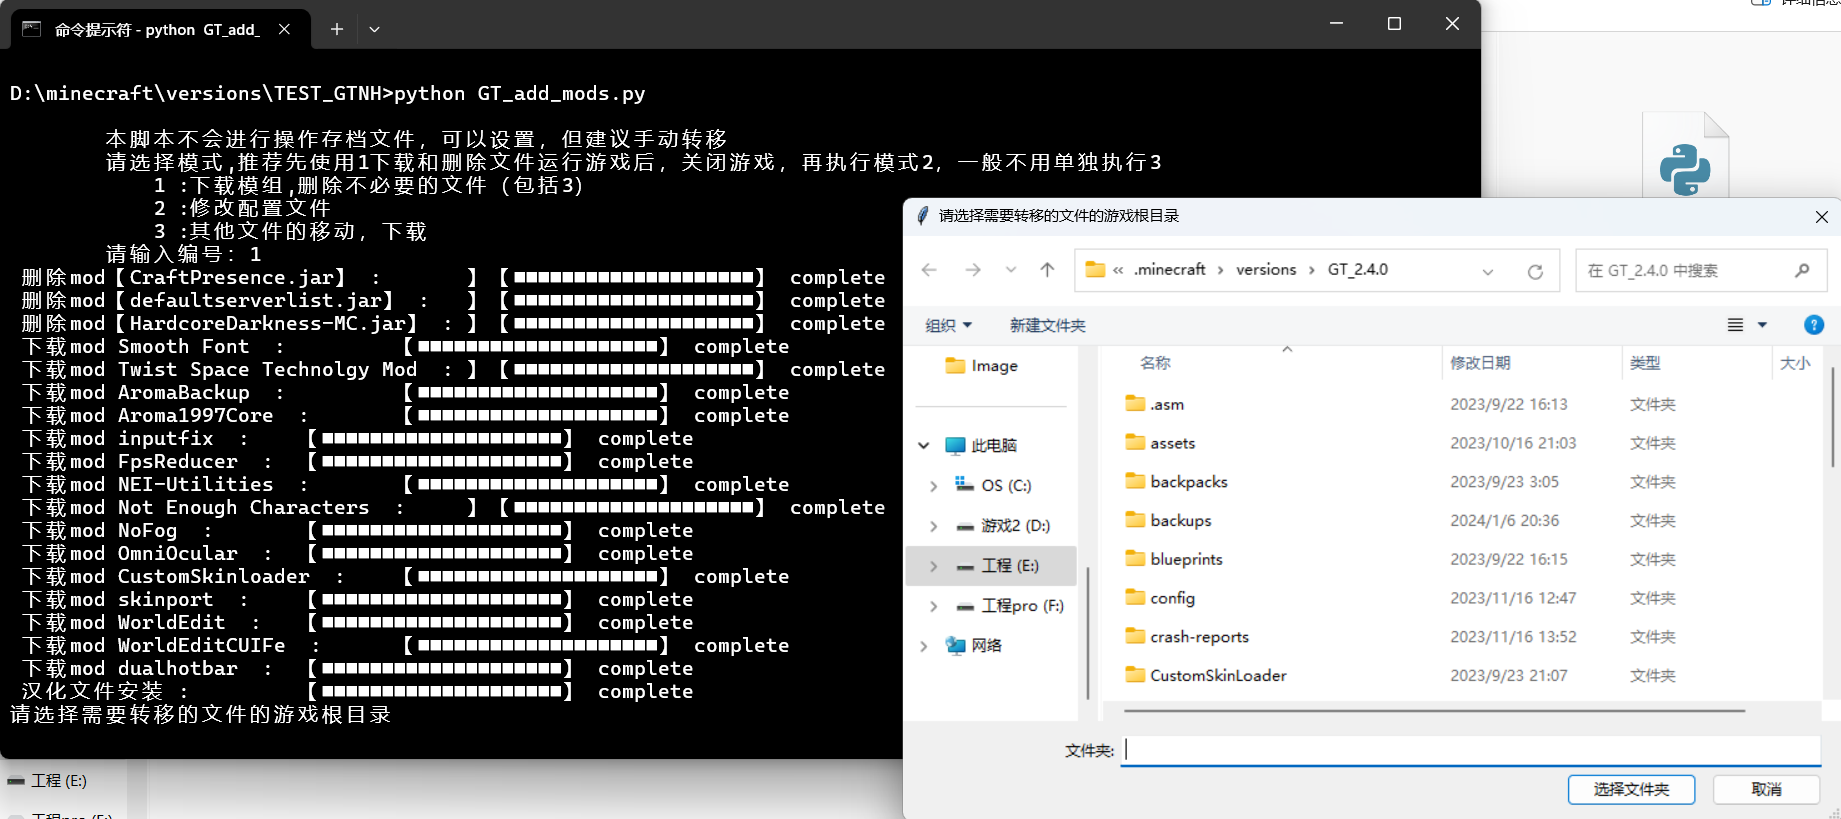 命令提示符 - python  GT_add_
D:\minecraft\versions\TEST_GTNH>python GT_add_mods.py
本脚本不会进行操作存档文件，可以设置，但建议手动转移
请选择模式,推荐先使用1下载和删除文件运行游戏后，关闭游戏，再执行模式2，一般不用单独执行3
1 :下载模组,删除不必要的文件（包括3）
2 :修改配置文件
3 :其他文件的移动，下载
请输入编号：1
删除mod【CraftPresence.jar】 :       】【■■■■■■■■■■■■■■■■■■■■】 complete
删除mod【defaultserverlist.jar】 :   】【■■■■■■■■■■■■■■■■■■■■】 complete
删除mod【HardcoreDarkness-MC.jar】 : 】【■■■■■■■■■■■■■■■■■■■■】 complete
下载mod Smooth Font  :         【■■■■■■■■■■■■■■■■■■■■】 complete
下载mod Twist Space Technolgy Mod  : 】【■■■■■■■■■■■■■■■■■■■■】 complete
下载mod AromaBackup  :         【■■■■■■■■■■■■■■■■■■■■】 complete
下载mod Aroma1997Core  :       【■■■■■■■■■■■■■■■■■■■■】 complete
下载mod inputfix  :    【■■■■■■■■■■■■■■■■■■■■】 complete
下载mod FpsReducer  :  【■■■■■■■■■■■■■■■■■■■■】 complete
下载mod NEI-Utilities  :       【■■■■■■■■■■■■■■■■■■■■】 complete
下载mod Not Enough Characters  :     】【■■■■■■■■■■■■■■■■■■■■】 complete
下载mod NoFog  :       【■■■■■■■■■■■■■■■■■■■■】 complete
下载mod OmniOcular  :  【■■■■■■■■■■■■■■■■■■■■】 complete
下载mod CustomSkinloader  :    【■■■■■■■■■■■■■■■■■■■■】 complete
下载mod skinport  :    【■■■■■■■■■■■■■■■■■■■■】 complete
下载mod WorldEdit  :   【■■■■■■■■■■■■■■■■■■■■】 complete
下载mod WorldEditCUIFe  :      【■■■■■■■■■■■■■■■■■■■■】 complete
下载mod dualhotbar  :  【■■■■■■■■■■■■■■■■■■■■】 complete
汉化文件安装 :         【■■■■■■■■■■■■■■■■■■■■】 complete
请选择需要转移的文件的游戏根目录
工程 (E:)
工程pro (F:)
详细信息
请选择需要转移的文件的游戏根目录
« .minecraft › versions › GT_2.4.0
在 GT_2.4.0 中搜索
组织 新建文件夹
Image
此电脑
OS (C:)
游戏2 (D:)
工程 (E:)
工程pro (F:)
网络
名称 修改日期 类型 大小
.asm 2023/9/22 16:13 文件夹
assets 2023/10/16 21:03 文件夹
backpacks 2023/9/23 3:05 文件夹
backups 2024/1/6 20:36 文件夹
blueprints 2023/9/22 16:15 文件夹
config 2023/11/16 12:47 文件夹
crash-reports 2023/11/16 13:52 文件夹
CustomSkinLoader 2023/9/23 21:07 文件夹
文件夹:
选择文件夹 取消